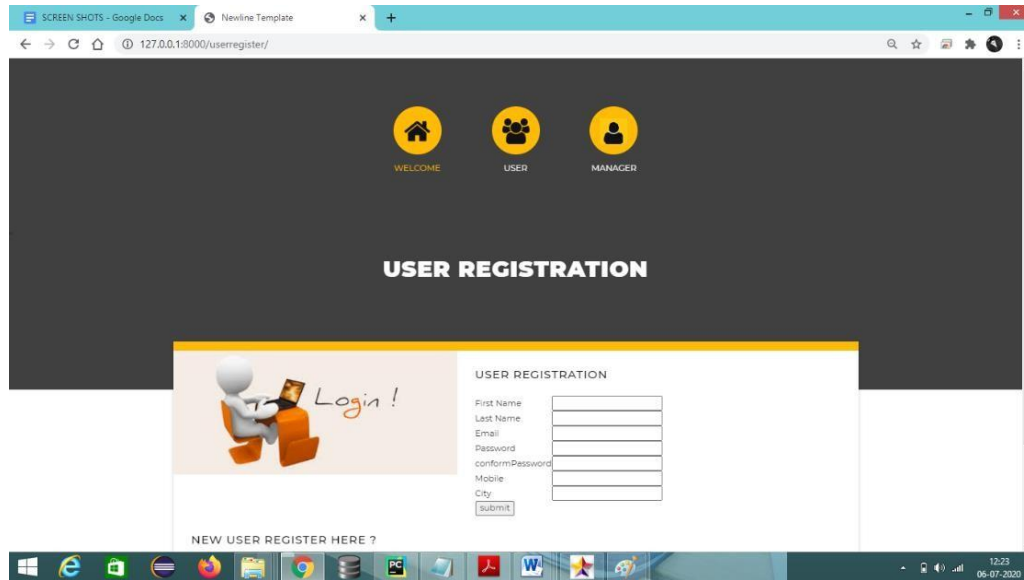 SCREEN SHOTS - Google Docs
Newline Template
127.0.0.1:8000/userregister/
WELCOME
USER
MANAGER
USER REGISTRATION
Login !
USER REGISTRATION
First Name
Last Name
Email
Password
conformPassword
Mobile
City
submit
NEW USER REGISTER HERE ?
PC
W
12:23
06-07-2020